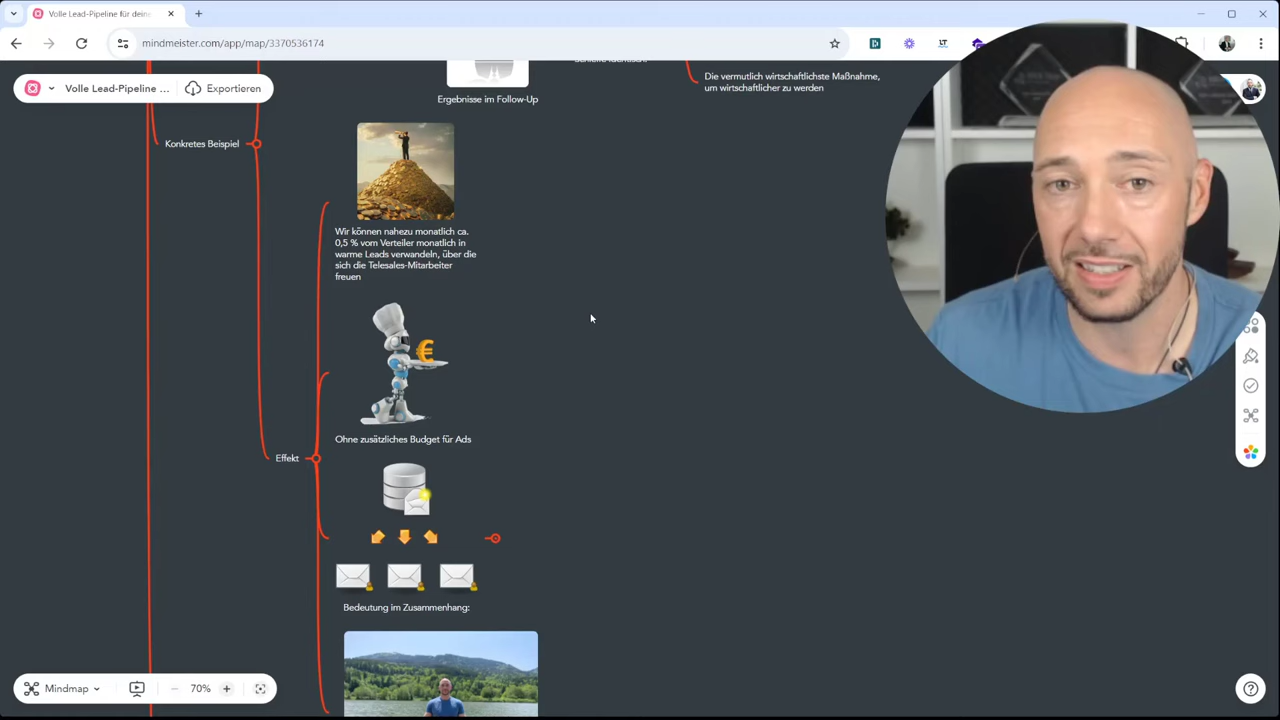 Volle Lead-Pipeline für dein
mindmeister.com/app/map/3370536174
LT
Volle Lead-Pipeline ...
Exportieren
Die vermutlich wirtschaftlichste Maßnahme,
um wirtschaftlicher zu werden
Ergebnisse im Follow-Up
Konkretes Beispiel
Wir können nahezu monatlich ca.
0,5 % vom Verteiler monatlich in
warme Leads verwandeln, über die
sich die Telesales-Mitarbeiter
freuen
€
Ohne zusätzliches Budget für Ads
Effekt
Bedeutung im Zusammenhang:
Mindmap
70%